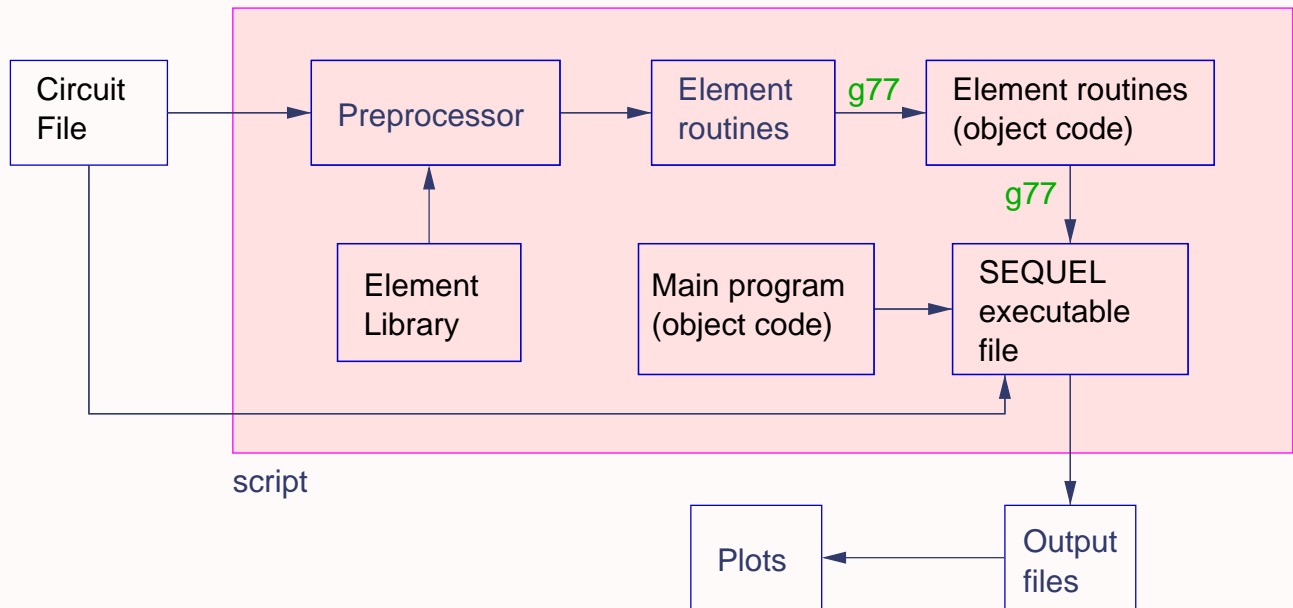 Circuit
File
Preprocessor
Element
routines
g77
Element routines
(object code)
g77
Element
Library
Main program
(object code)
SEQUEL
executable
file
script
Plots
Output
files